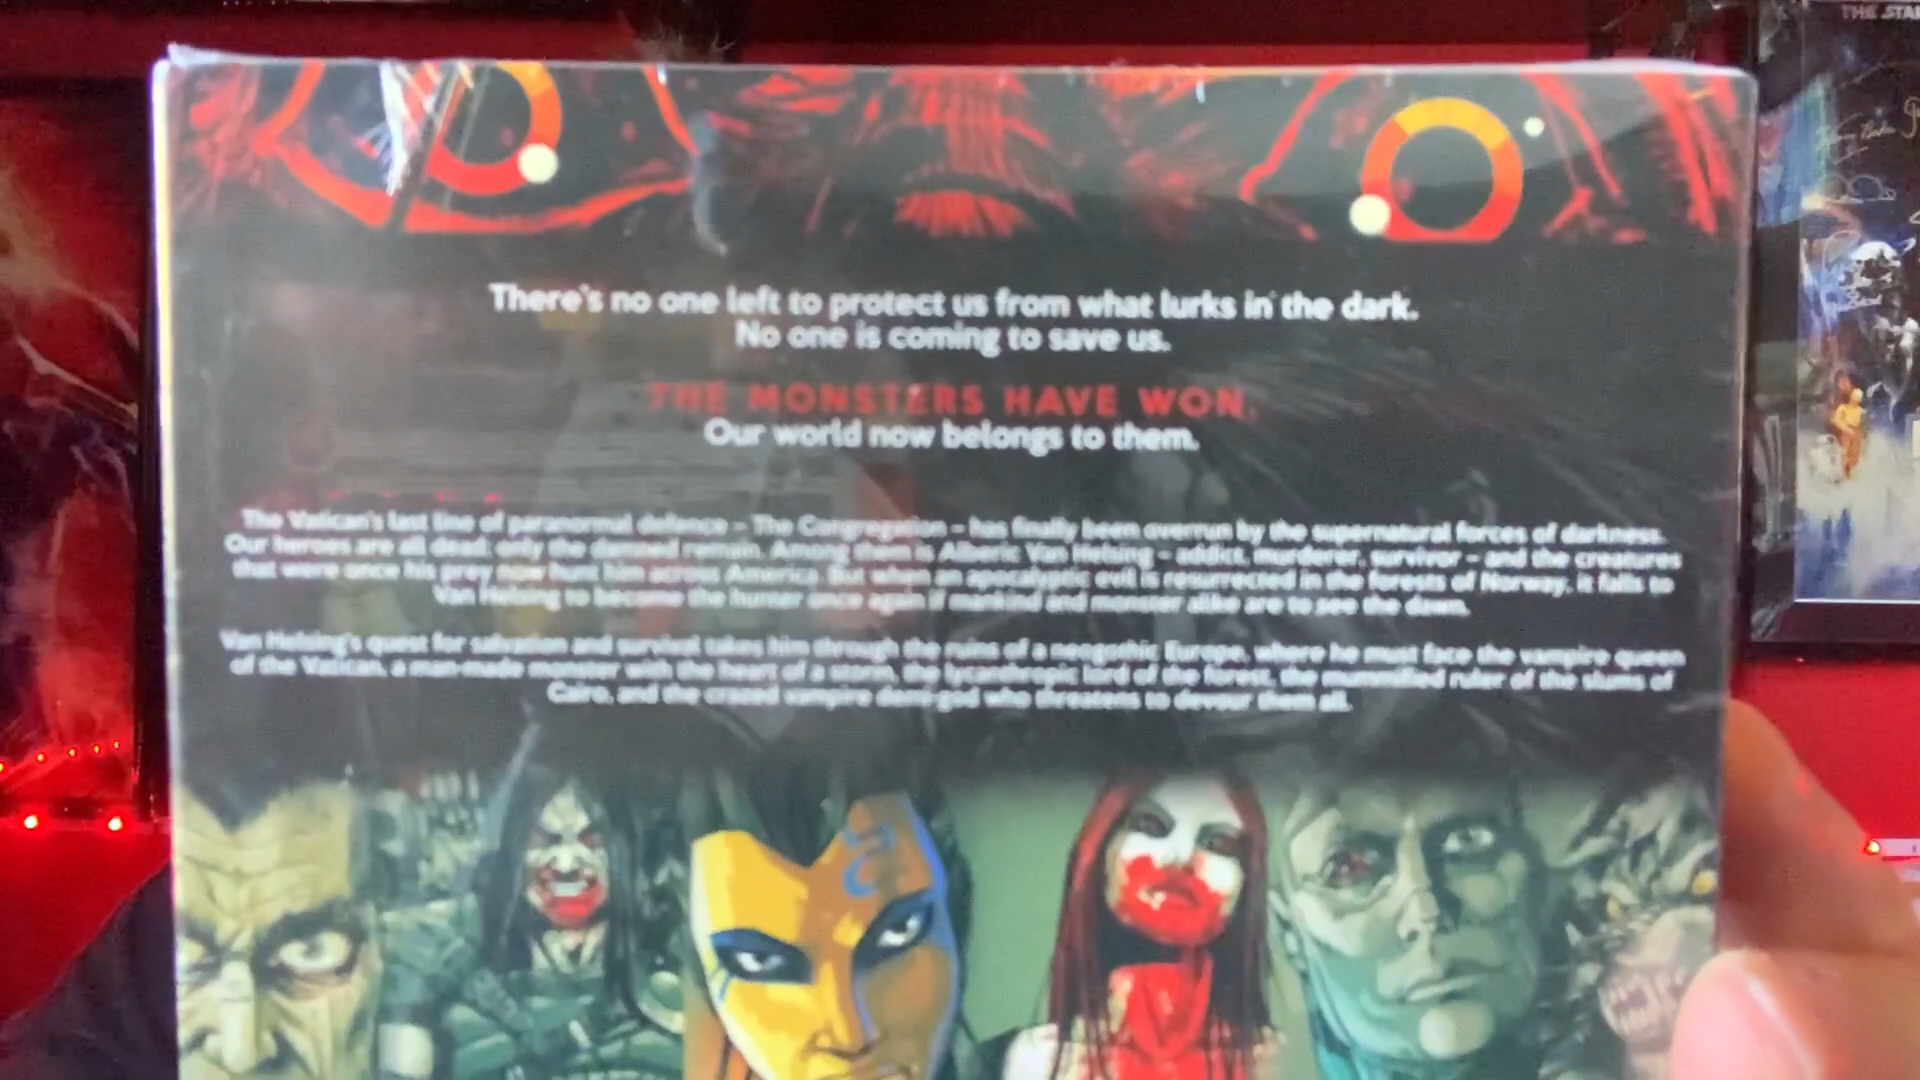 THE STAR
There's no one left to protect us from what lurks in the dark.
No one is coming to save us.
THE MONSTERS HAVE WON.
Our world now belongs to them.
The Vatican's last line of paranormal defence – The Congregation – has finally been overrun by the supernatural forces of darkness.
Our heroes are all dead: only the damned remain. Among them is Alberic Van Helsing – addict, murderer, survivor – and the creatures
that were once his prey now hunt him across America. But when an apocalyptic evil is resurrected in the forests of Norway, it falls to
Van Helsing to become the hunter once again if mankind and monster alike are to see the dawn.
Van Helsing's quest for salvation and survival takes him through the ruins of a neogothic Europe, where he must face the vampire queen
of the Vatican, a man-made monster with the heart of a storm, the lycanthropic lord of the forest, the mummified ruler of the slums of
Cairo, and the crazed vampire demi-god who threatens to devour them all.